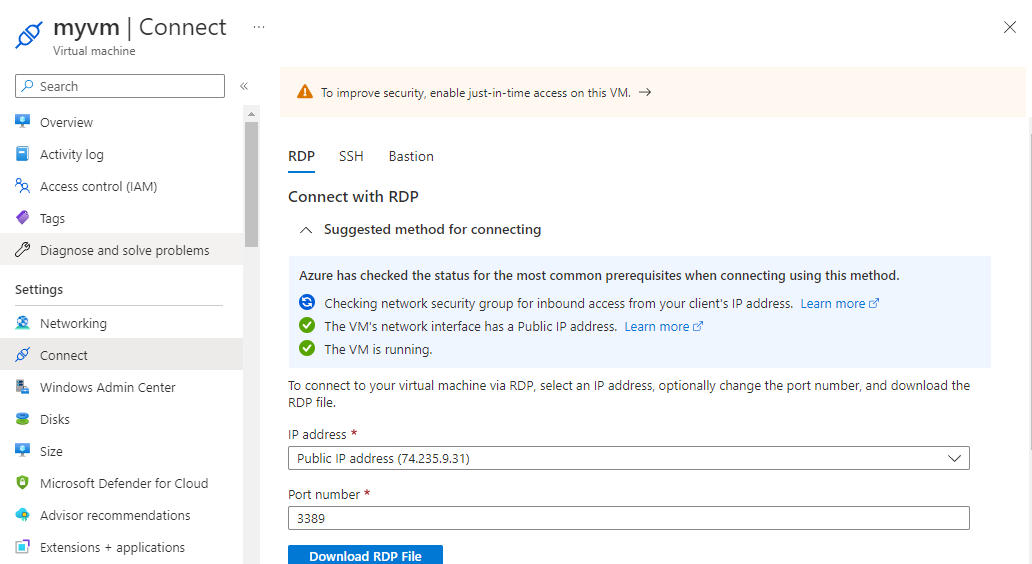 myvm | Connect ...
Virtual machine
Search
«
Overview
Activity log
Access control (IAM)
Tags
Diagnose and solve problems
Settings
Networking
Connect
Windows Admin Center
Disks
Size
Microsoft Defender for Cloud
Advisor recommendations
Extensions + applications
To improve security, enable just-in-time access on this VM. →
RDP SSH Bastion
Connect with RDP
Suggested method for connecting
Azure has checked the status for the most common prerequisites when connecting using this method.
Checking network security group for inbound access from your client's IP address. Learn more
The VM's network interface has a Public IP address. Learn more
The VM is running.
To connect to your virtual machine via RDP, select an IP address, optionally change the port number, and download the
RDP file.
IP address *
Public IP address (74.235.9.31)
Port number *
3389
Download RDP File